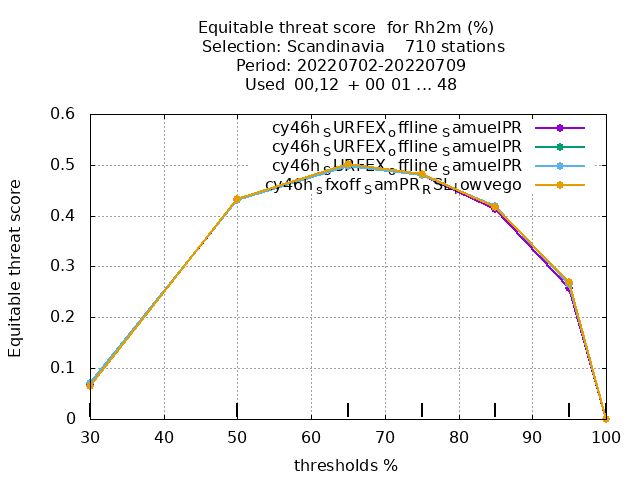 Equitable threat score for Rh2m (%)
Selection: Scandinavia 710 stations
Period: 20220702-20220709
Used 00,12 + 00 01 ... 48
cy46h_SURFEX_offline_SamuelPR
cy46h_SURFEX_offline_SamuelPR
cy46h_SURFEX_offline_SamuelPR
cy46h_sfxoff_SamPR_RSL_lowvego
Equitable threat score
0.6
0.5
0.4
0.3
0.2
0.1
0
30 40 50 60 70 80 90 100
thresholds %